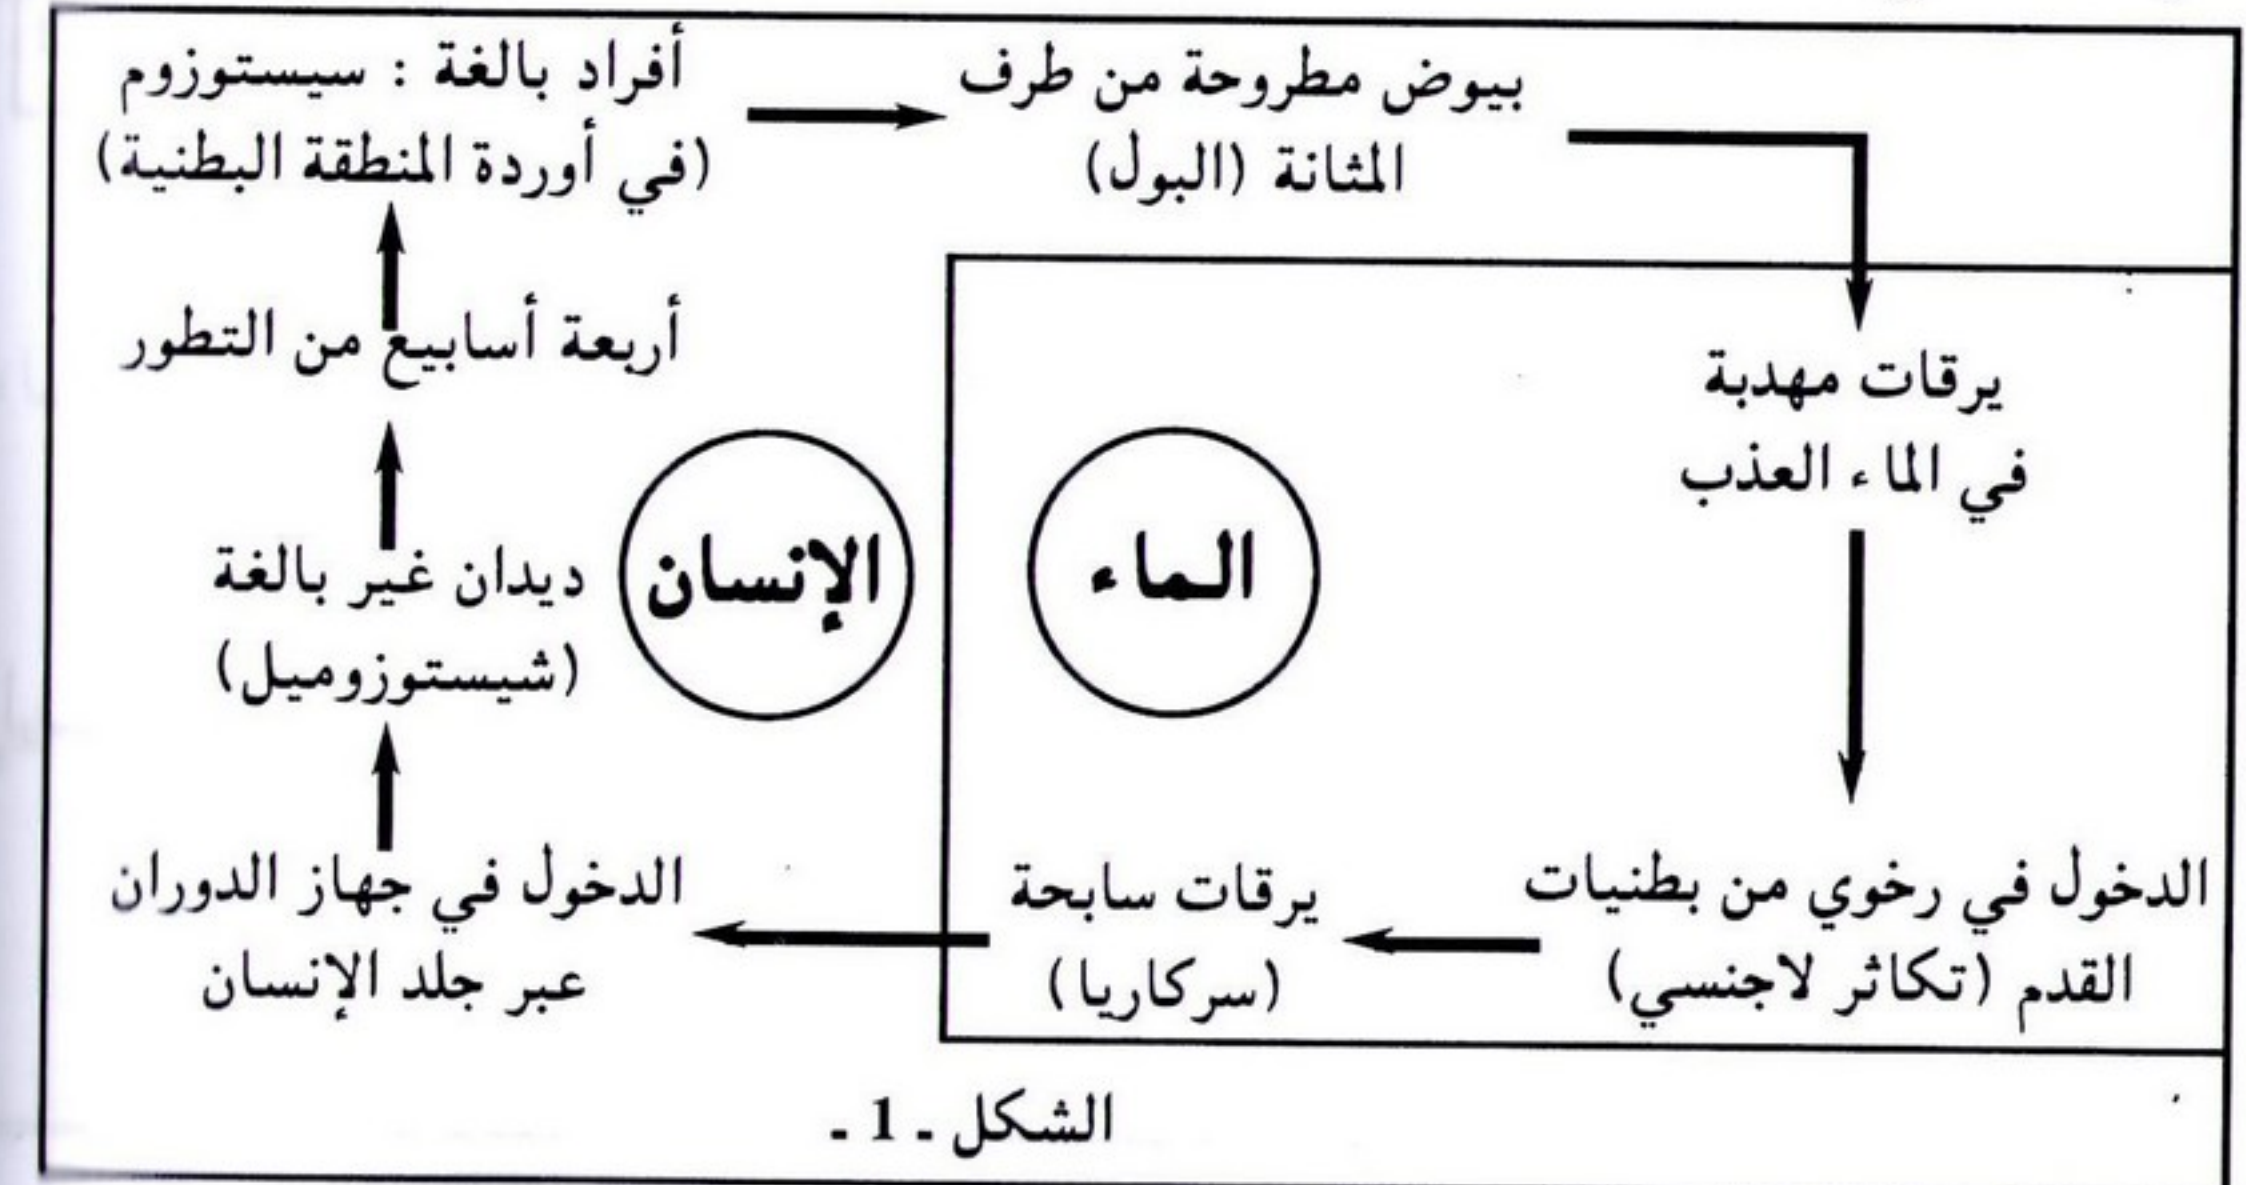 أفراد بالغة : سيستوزوم
(في أوردة المنطقة البطنية)
بيوض مطروحة من طرف
المثانة (البول)
يرقات مهدبة
في الماء العذب
الدخول في رخوي من بطنيات
القدم (تكاثر لاجنسي)
يرقات سابحة
(سركاريا)
الدخول في جهاز الدوران
عبر جلد الإنسان
ديدان غير بالغة
(شيستوزوميل)
أربعة أسابيع من التطور
الإنسان
الماء
الشكل ـ 1 ـ